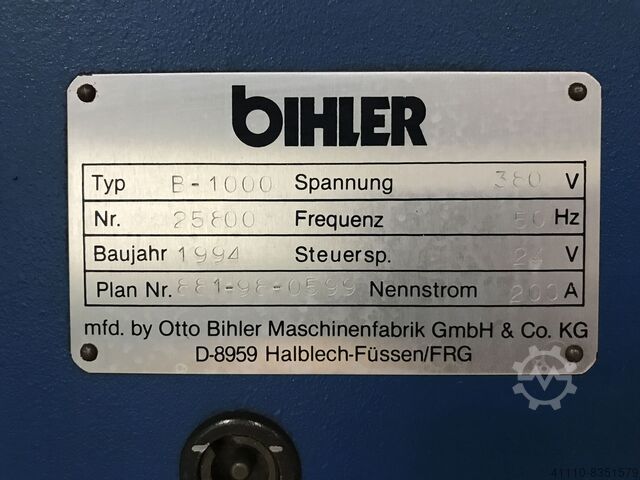 BIHLER
Typ B-1000 Spannung 380 V
Nr. 25800 Frequenz 50 Hz
Baujahr 1994 Steuersp. 24 V
Plan Nr. 881-98-0599 Nennstrom 200 A
mfd. by Otto Bihler Maschinenfabrik GmbH & Co. KG
D-8959 Halblech-Füssen/FRG
41110-8351579